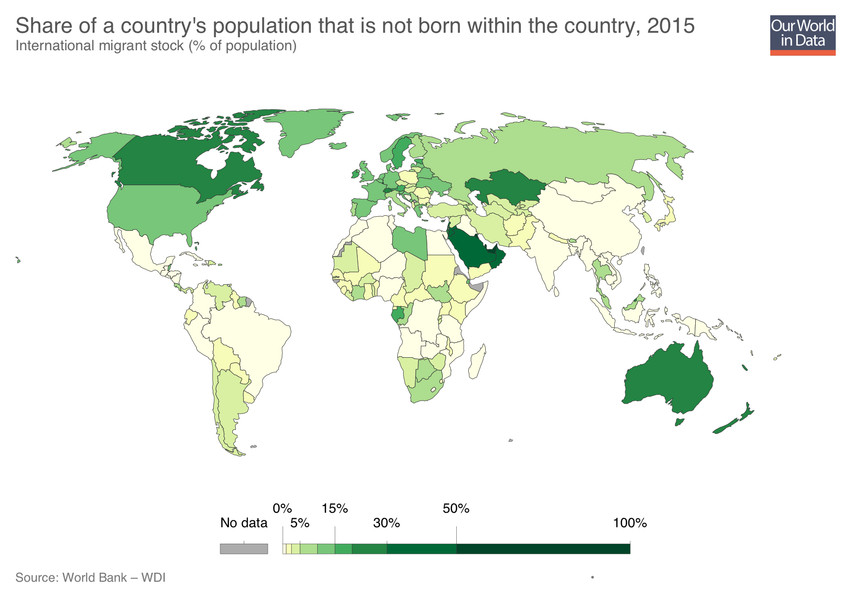 Share of a country's population that is not born within the country, 2015
International migrant stock (% of population)
Our World
in Data
0% 15% 50%
No data 5% 30% 100%
Source: World Bank – WDI